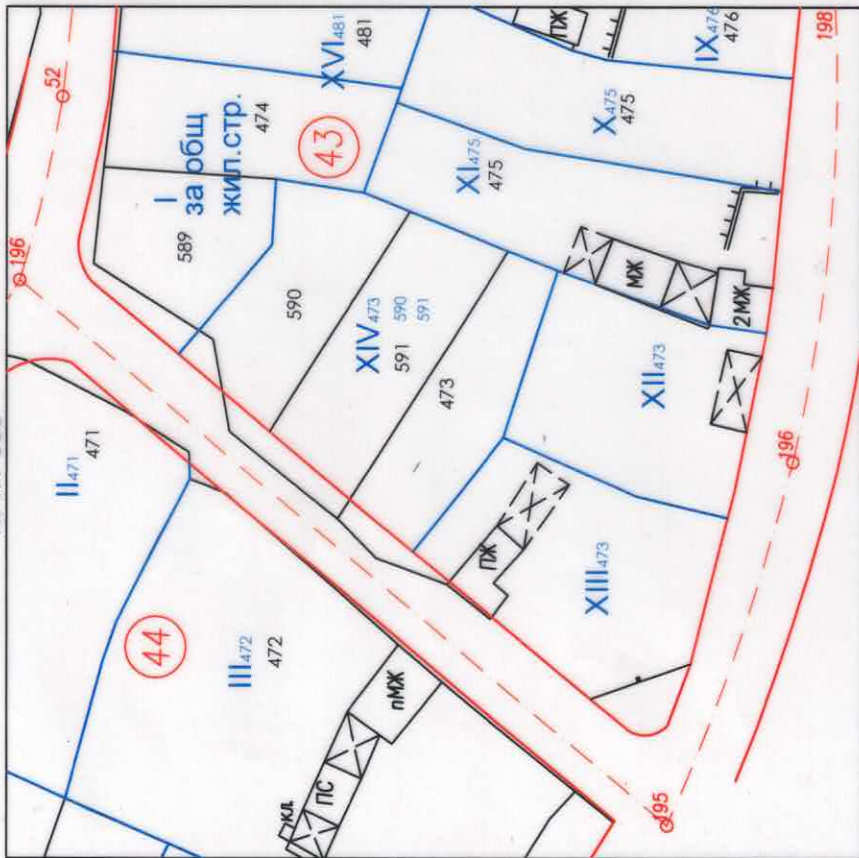 52
196
I
за общ
жил.стр.
474
589
XVI481
481
43
ПЖ
IX476
476
198
X475
475
XI475
475
590
XIV473
590
591
591
473
МЖ
2МЖ
XII473
196
II471
471
44
III472
472
ПЖ
XIII473
пМЖ
ПС
кл.
195